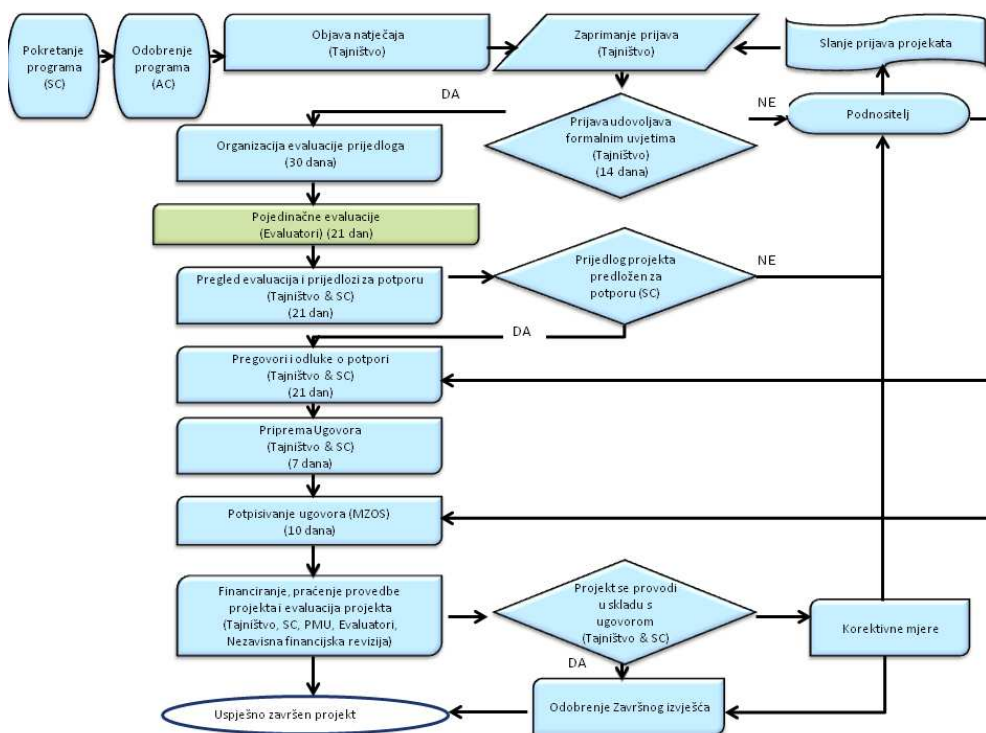 Pokretanje
programa
(SC)
Odobrenje
programa
(AC)
Objava natječaja
(Tajništvo)
Zaprimanje prijava
(Tajništvo)
Slanje prijava projekata
DA
NE
Podnositelj
Prijava udovoljava
formalnim uvjetima
(Tajništvo)
(14 dana)
Organizacija evaluacije prijedloga
(30 dana)
Pojedinačne evaluacije
(Evaluatori) (21 dan)
Pregled evaluacija i prijedlozi za potporu
(Tajništvo & SC)
(21 dan)
Prijedlog projekta
predložen za
potporu (SC)
NE
DA
Pregovori i odluke o potpori
(Tajništvo & SC)
(21 dan)
Priprema Ugovora
(Tajništvo & SC)
(7 dana)
Potpisivanje ugovora (MZOS)
(10 dana)
Financiranje, praćenje provedbe
projekta i evaluacija projekta
(Tajništvo, SC, PMU, Evaluatori,
Nezavisna financijska revizija)
Projekt se provodi
u skladu s
ugovorom
(Tajništvo & SC)
Korektivne mjere
DA
Odobrenje Završnog izvješća
Uspješno završen projekt